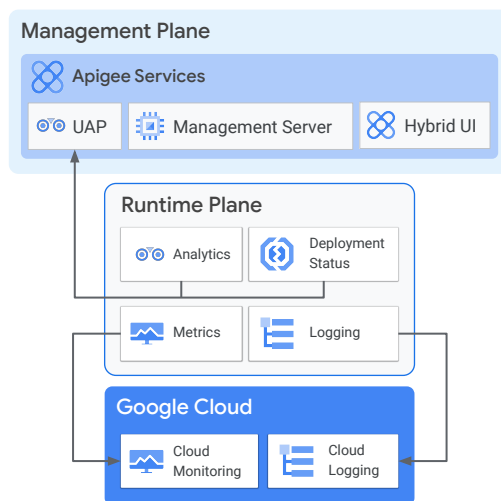 Management Plane
Apigee Services
UAP
Management Server
Hybrid UI
Runtime Plane
Analytics
Deployment
Status
Metrics
Logging
Google Cloud
Cloud
Monitoring
Cloud
Logging